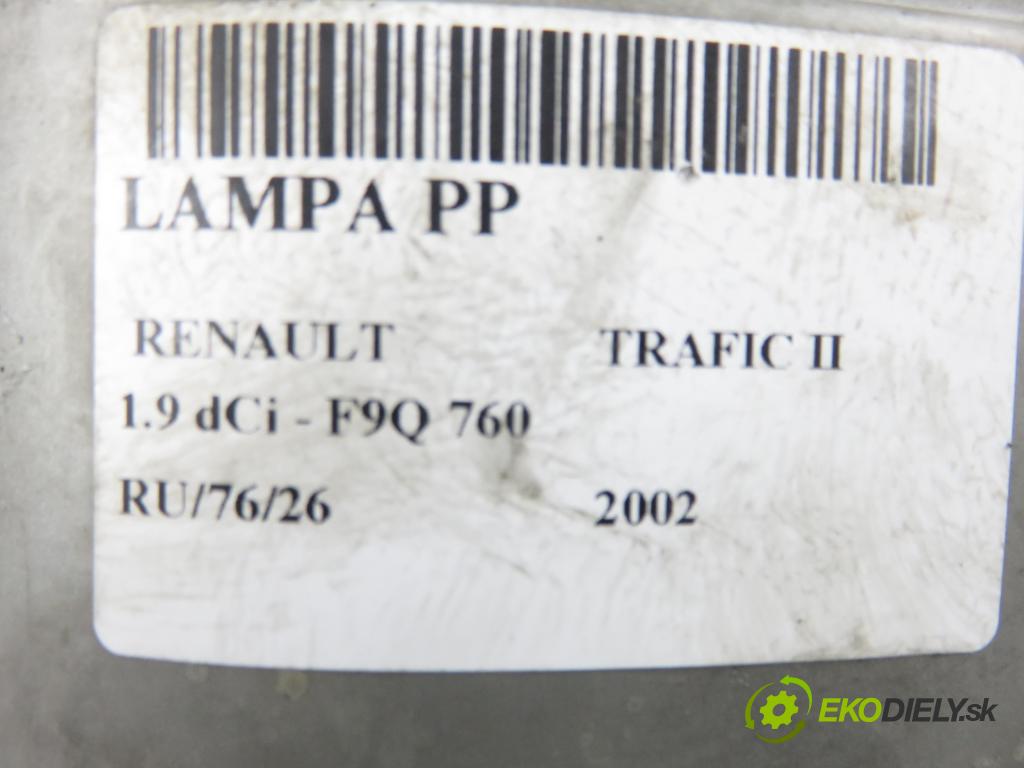 LAMPA PP
RENAULT TRAFIC II
1.9 dCi - F9Q 760
RU/76/26 2002
EKODIELY.sk